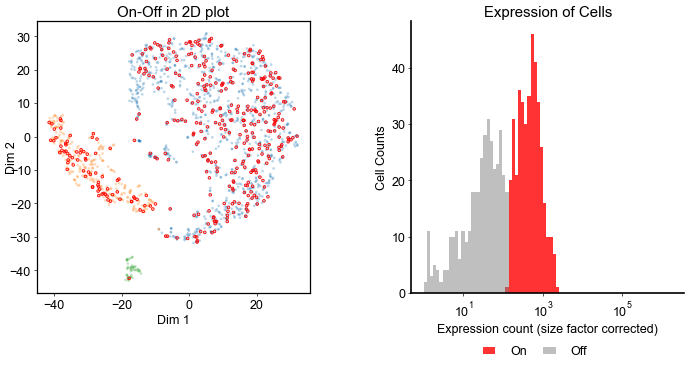 On-Off in 2D plot
30
20
10
0
−10
−20
−30
−40
Dim 2
−40
−20
0
20
Dim 1
Expression of Cells
40
30
20
10
0
Cell Counts
10^1
10^3
10^5
Expression count (size factor corrected)
On
Off